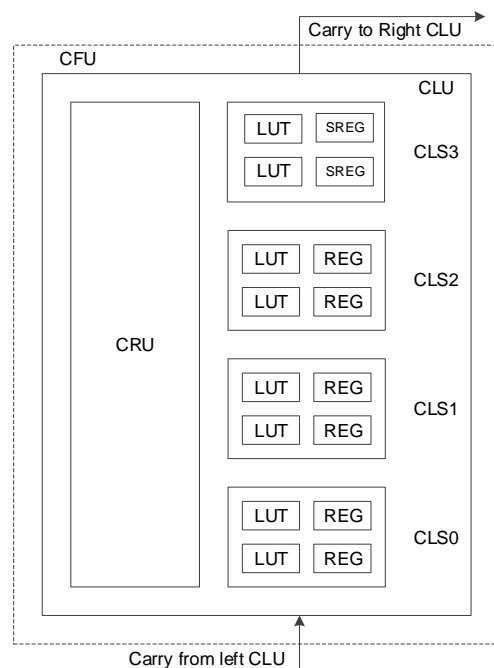 Carry to Right CLU
CFU
CLU
LUT SREG
LUT SREG
CLS3
LUT REG
LUT REG
CLS2
CRU
LUT REG
LUT REG
CLS1
LUT REG
LUT REG
CLS0
Carry from left CLU